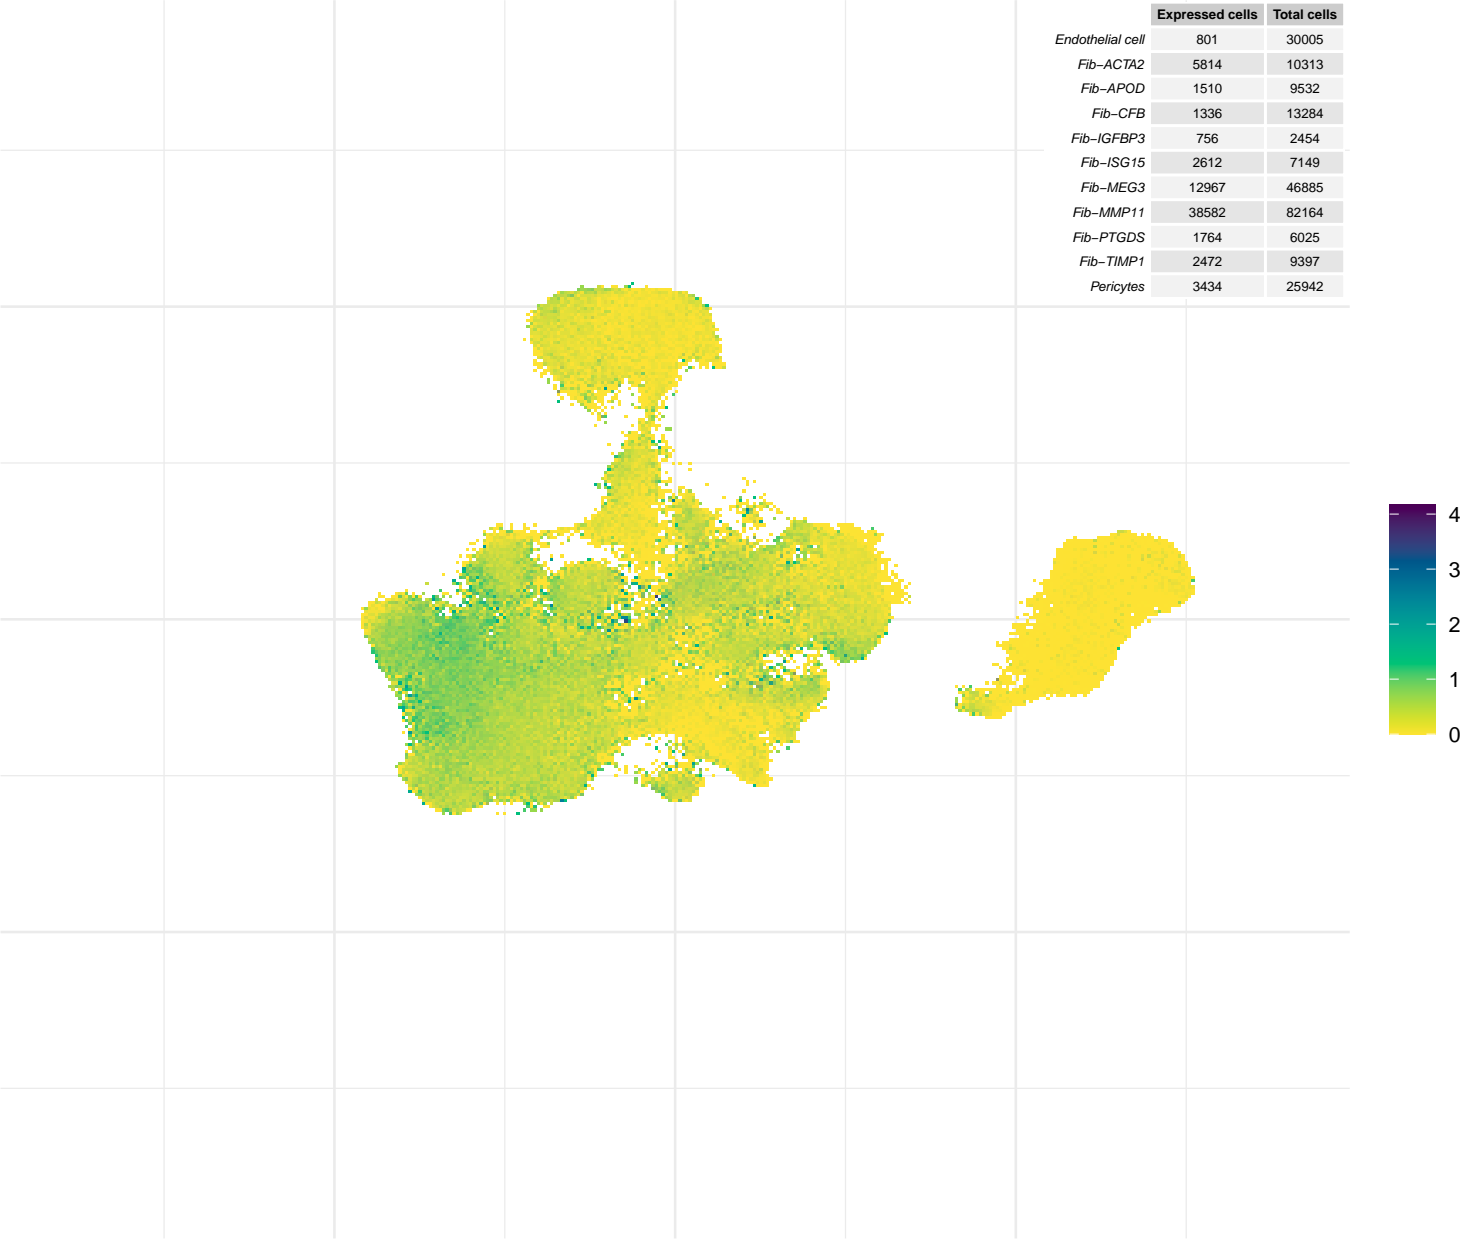 Expressed cells Total cells
Endothelial cell 801 30005
Fib−ACTA2 5814 10313
Fib−APOD 1510 9532
Fib−CFB 1336 13284
Fib−IGFBP3 756 2454
Fib−ISG15 2612 7149
Fib−MEG3 12967 46885
Fib−MMP11 38582 82164
Fib−PTGDS 1764 6025
Fib−TIMP1 2472 9397
Pericytes 3434 25942
4
3
2
1
0